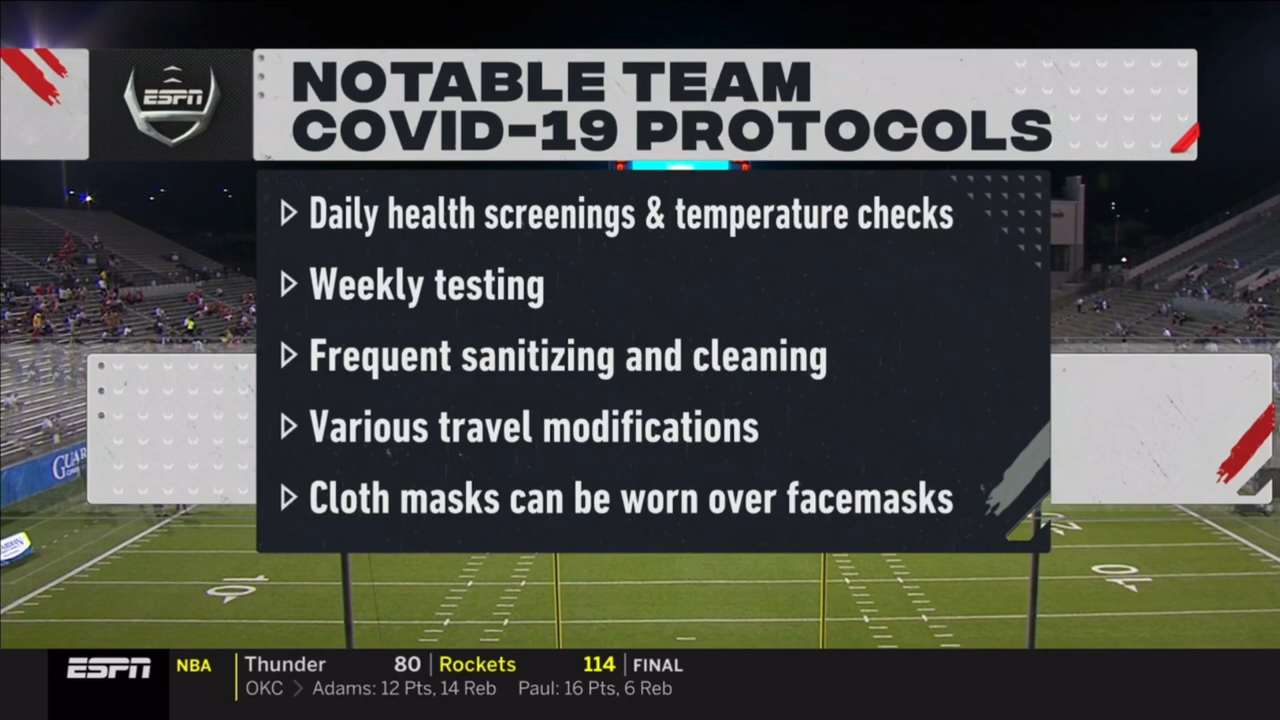 ESPN
NOTABLE TEAM
COVID-19 PROTOCOLS
Daily health screenings & temperature checks
Weekly testing
Frequent sanitizing and cleaning
Various travel modifications
Cloth masks can be worn over facemasks
10
10
ESPN NBA Thunder 80 Rockets 114 FINAL
OKC > Adams: 12 Pts, 14 Reb Paul: 16 Pts, 6 Reb